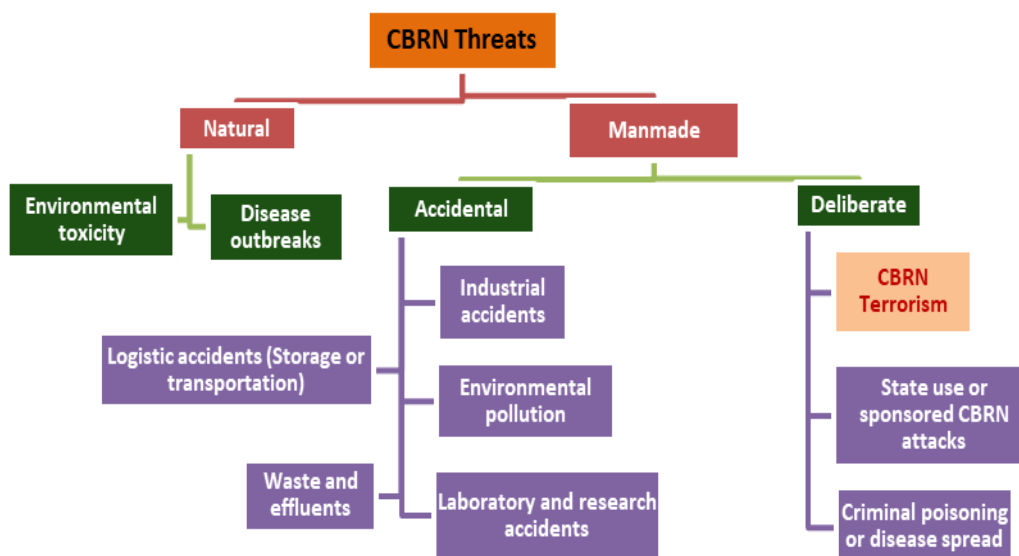 CBRN Threats
Natural
Manmade
Environmental
toxicity
Disease
outbreaks
Accidental
Deliberate
Industrial
accidents
CBRN
Terrorism
Logistic accidents (Storage or
transportation)
Environmental
pollution
State use or
sponsored CBRN
attacks
Waste and
effluents
Laboratory and research
accidents
Criminal poisoning
or disease spread